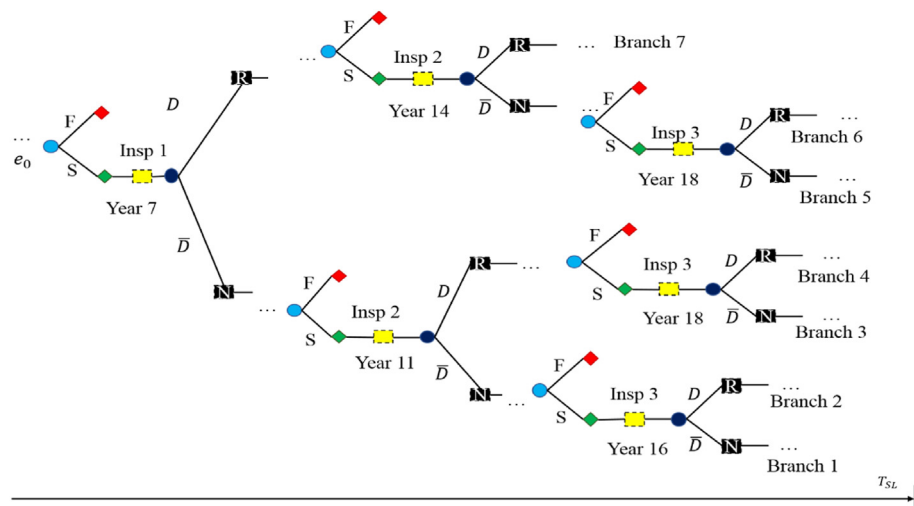 F
S
Insp 2
Year 14
D
R
D̅
N
...
Branch 7
...
F
S
Insp 3
Year 18
D
R
D̅
N
...
Branch 6
...
Branch 5
...
e₀
F
S
Insp 1
Year 7
D
R
D̅
N
...
...
F
S
Insp 2
Year 11
D
R
D̅
N
...
F
S
Insp 3
Year 18
D
R
D̅
N
...
Branch 4
...
Branch 3
...
F
S
Insp 3
Year 16
D
R
D̅
N
...
Branch 2
...
Branch 1
T_SL